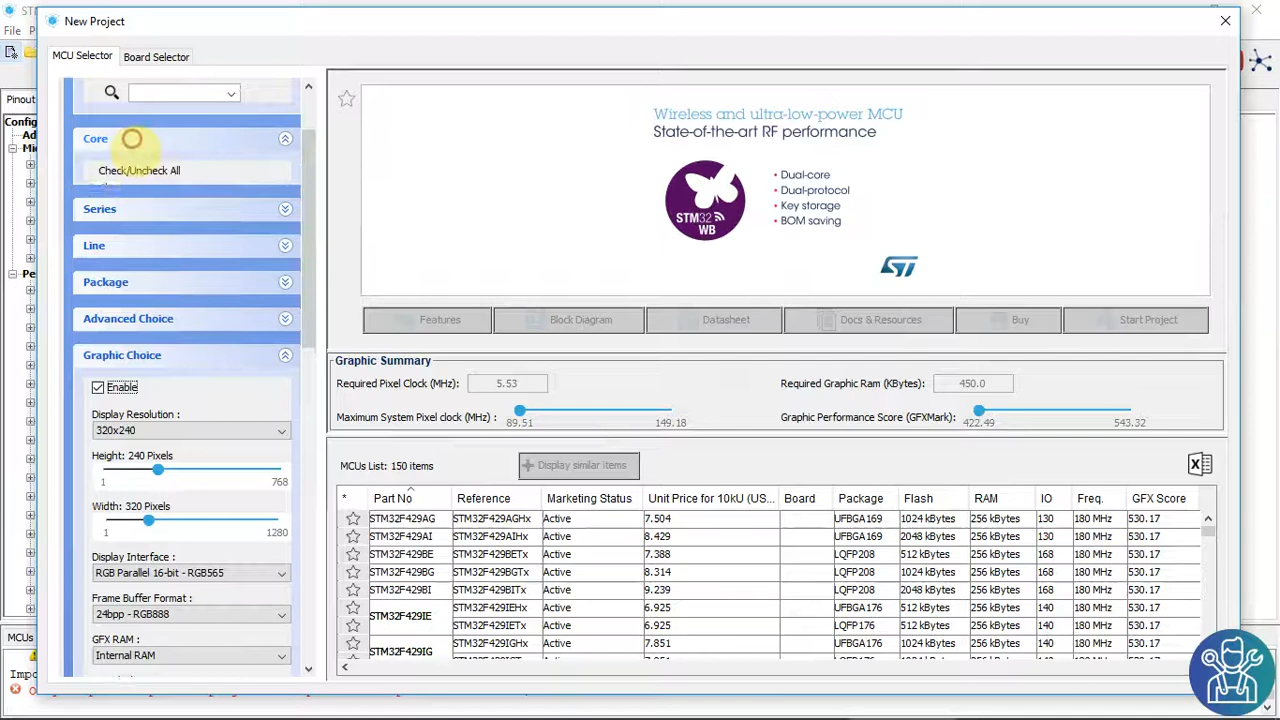 New Project
File
MCU Selector
Board Selector
Core
Check/Uncheck All
Series
Line
Package
Advanced Choice
Graphic Choice
Enable
Display Resolution :
320x240
Height: 240 Pixels
1 768
Width: 320 Pixels
1 1280
Display Interface :
RGB Parallel 16-bit - RGB565
Frame Buffer Format :
24bpp - RGB888
GFX RAM :
Internal RAM
Wireless and ultra-low-power MCU
State-of-the-art RF performance
STM32
WB
• Dual-core
• Dual-protocol
• Key storage
• BOM saving
ST
Features Block Diagram Datasheet Docs & Resources Buy Start Project
Graphic Summary
Required Pixel Clock (MHz): 5.53 Required Graphic Ram (KBytes): 450.0
Maximum System Pixel clock (MHz) : 89.51 149.18 Graphic Performance Score (GFXMark): 422.49 543.32
MCUs List: 150 items Display similar items
* Part No Reference Marketing Status Unit Price for 10kU (US... Board Package Flash RAM IO Freq. GFX Score
STM32F429AG STM32F429AGHx Active 7.504 UFBGA169 1024 kBytes 256 kBytes 130 180 MHz 530.17
STM32F429AI STM32F429AIHx Active 8.429 UFBGA169 2048 kBytes 256 kBytes 130 180 MHz 530.17
STM32F429BE STM32F429BETx Active 7.388 LQFP208 512 kBytes 256 kBytes 168 180 MHz 530.17
STM32F429BG STM32F429BGTx Active 8.314 LQFP208 1024 kBytes 256 kBytes 168 180 MHz 530.17
STM32F429BI STM32F429BITx Active 9.239 LQFP208 2048 kBytes 256 kBytes 168 180 MHz 530.17
STM32F429IE STM32F429IEHx Active 6.925 UFBGA176 512 kBytes 256 kBytes 140 180 MHz 530.17
STM32F429IETx Active 6.925 LQFP176 512 kBytes 256 kBytes 140 180 MHz 530.17
STM32F429IG STM32F429IGHx Active 7.851 UFBGA176 1024 kBytes 256 kBytes 140 180 MHz 530.17
Pinout
Config
Ad
Mic
Pe
MCUs
Impo